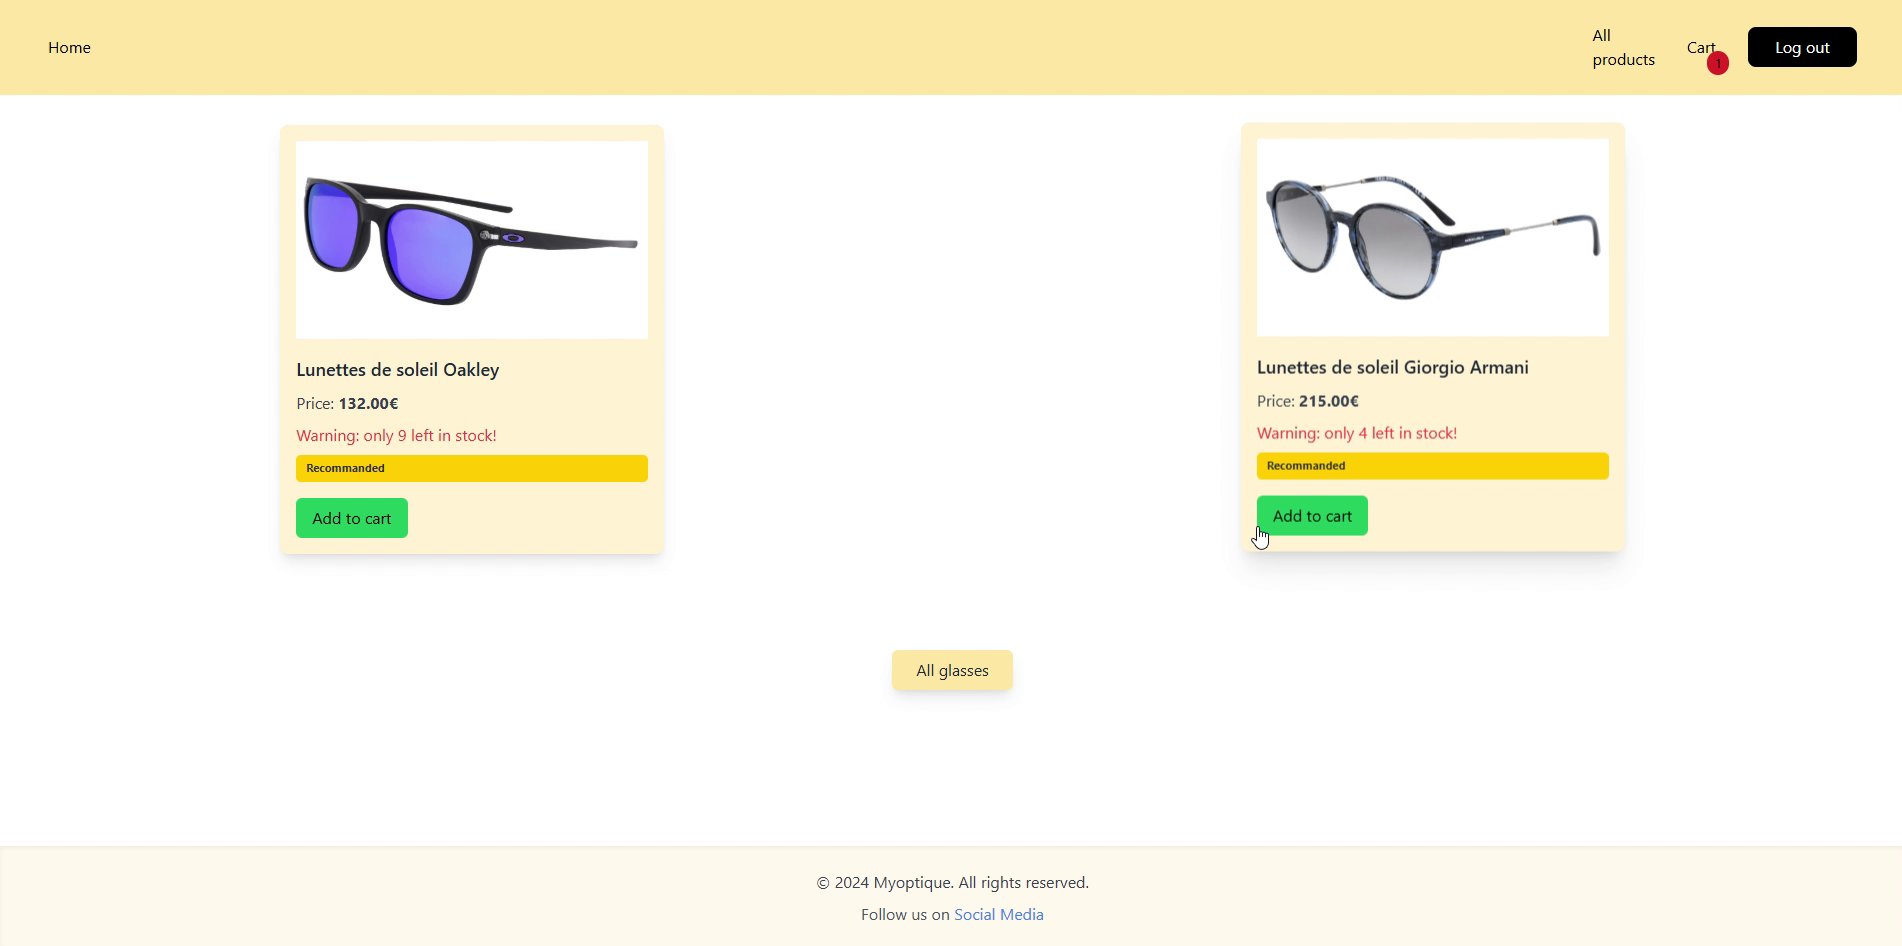 Home
All
products
Cart
1
Log out
Lunettes de soleil Oakley
Price: 132.00€
Warning: only 9 left in stock!
Recommanded
Add to cart
Lunettes de soleil Giorgio Armani
Price: 215.00€
Warning: only 4 left in stock!
Recommanded
Add to cart
All glasses
© 2024 Myoptique. All rights reserved.
Follow us on Social Media